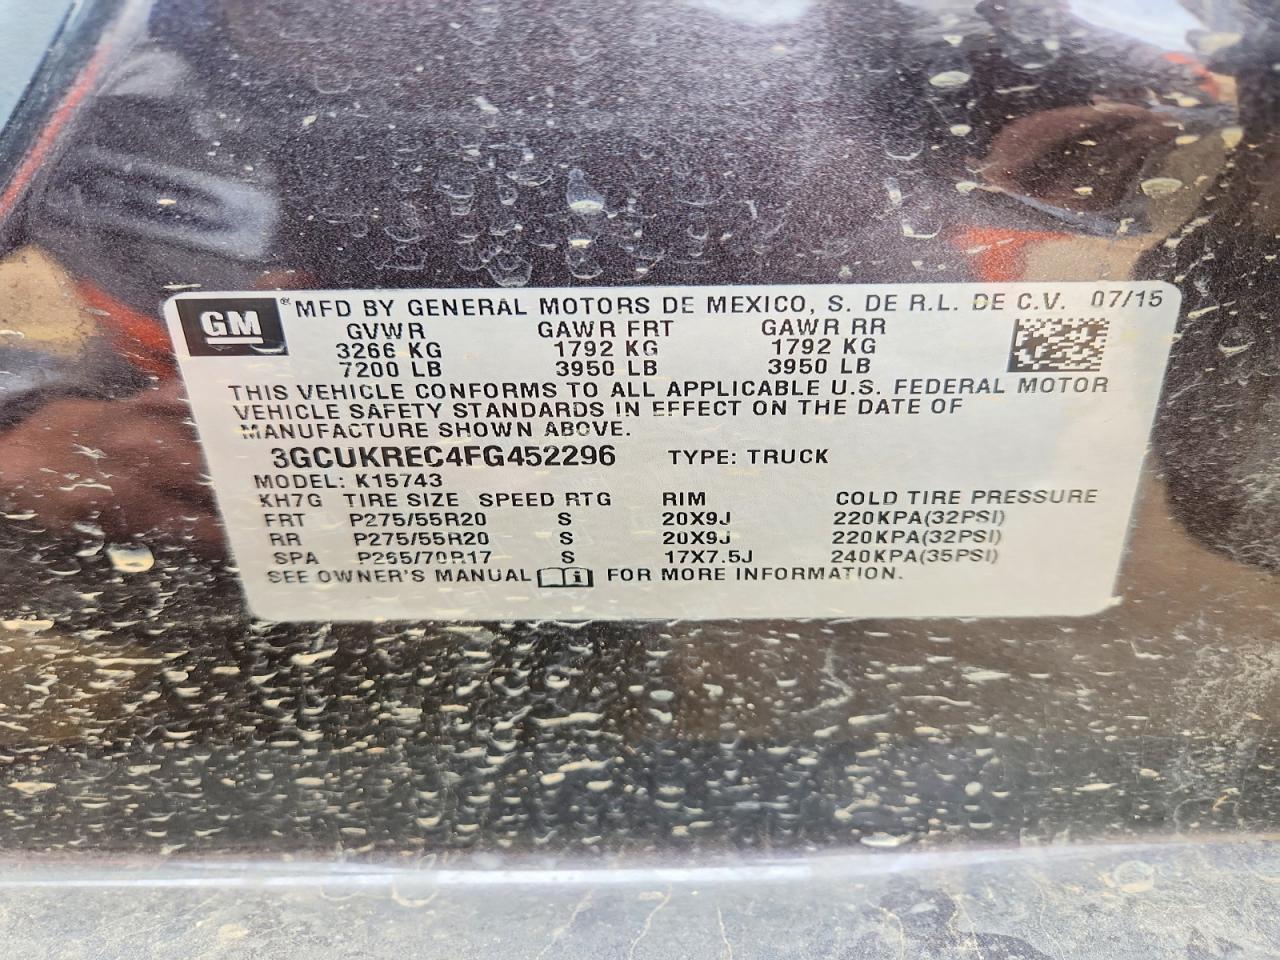 GM ® MFD BY GENERAL MOTORS DE MEXICO, S. DE R.L. DE C.V. 07/15
GVWR GAWR FRT GAWR RR
3266 KG 1792 KG 1792 KG
7200 LB 3950 LB 3950 LB
THIS VEHICLE CONFORMS TO ALL APPLICABLE U.S. FEDERAL MOTOR
VEHICLE SAFETY STANDARDS IN EFFECT ON THE DATE OF
MANUFACTURE SHOWN ABOVE.
3GCUKREC4FG452296 TYPE: TRUCK
MODEL: K15743
KH7G TIRE SIZE SPEED RTG RIM COLD TIRE PRESSURE
FRT P275/55R20 S 20X9J 220KPA(32PSI)
RR P275/55R20 S 20X9J 220KPA(32PSI)
SPA P265/70R17 S 17X7.5J 240KPA(35PSI)
SEE OWNER'S MANUAL i FOR MORE INFORMATION.